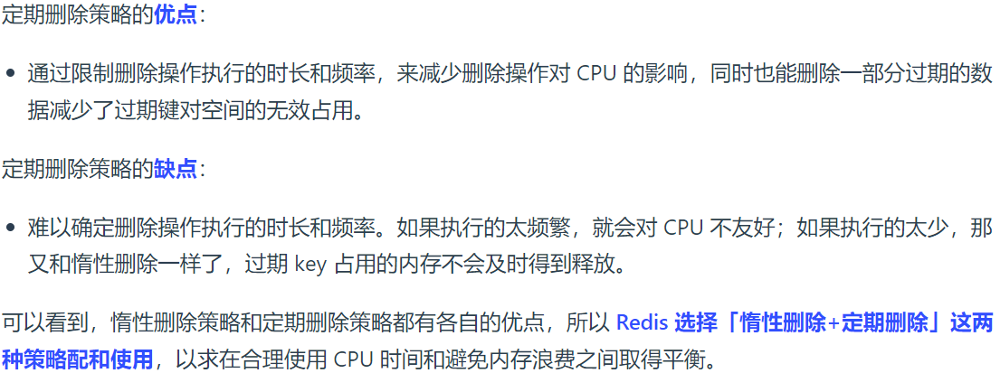 定期删除策略的优点：
• 通过限制删除操作执行的时长和频率，来减少删除操作对 CPU 的影响，同时也能删除一部分过期的数
据减少了过期键对空间的无效占用。
定期删除策略的缺点：
• 难以确定删除操作执行的时长和频率。如果执行的太频繁，就会对 CPU 不友好；如果执行的太少，那
又和惰性删除一样了，过期 key 占用的内存不会及时得到释放。
可以看到，惰性删除策略和定期删除策略都有各自的优点，所以 Redis 选择「惰性删除+定期删除」这两
种策略配和使用，以求在合理使用 CPU 时间和避免内存浪费之间取得平衡。